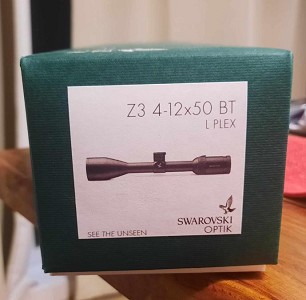 Z3 4-12x50 BT
L PLEX
SWAROVSKI
OPTIK
SEE THE UNSEEN